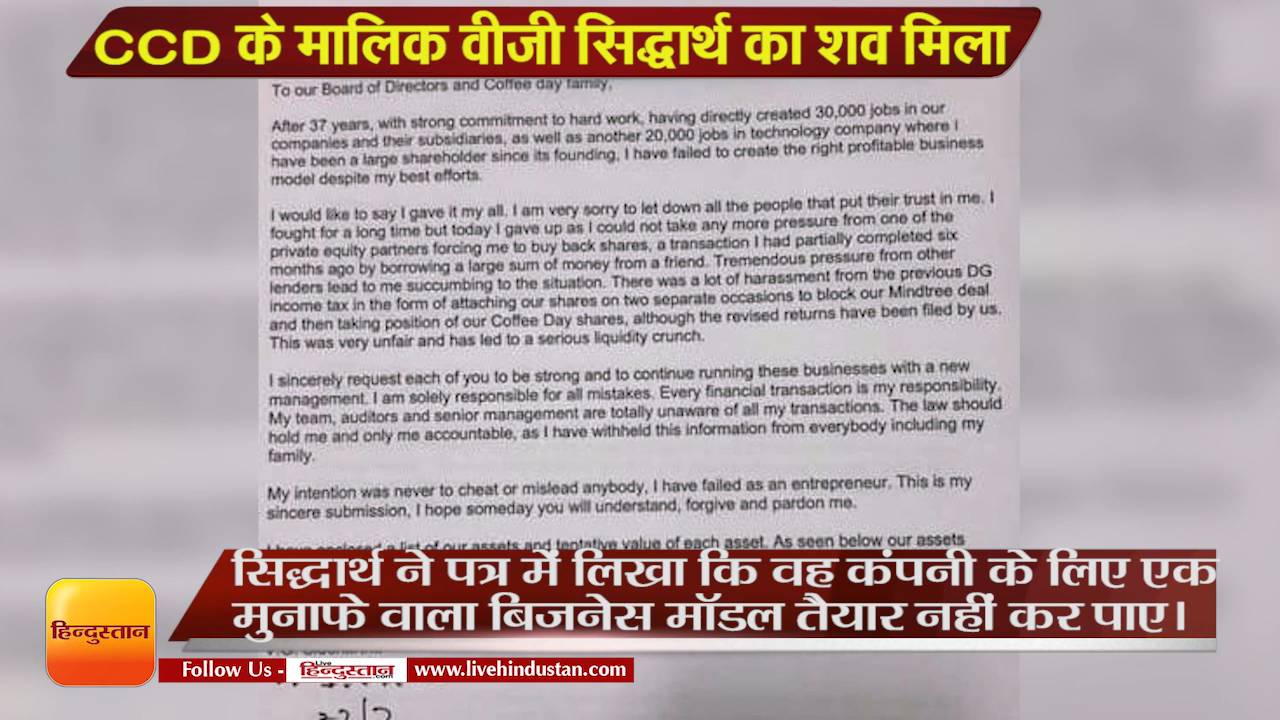 CCD के मालिक वीजी सिद्धार्थ का शव मिला
To our Board of Directors and Coffee day family,
After 37 years, with strong commitment to hard work, having directly created 30,000 jobs in our
companies and their subsidiaries, as well as another 20,000 jobs in technology company where I
have been a large shareholder since its founding, I have failed to create the right profitable business
model despite my best efforts.
I would like to say I gave it my all. I am very sorry to let down all the people that put their trust in me. I
fought for a long time but today I gave up as I could not take any more pressure from one of the
private equity partners forcing me to buy back shares, a transaction I had partially completed six
months ago by borrowing a large sum of money from a friend. Tremendous pressure from other
lenders lead to me succumbing to the situation. There was a lot of harassment from the previous DG
income tax in the form of attaching our shares on two separate occasions to block our Mindtree deal
and then taking position of our Coffee Day shares, although the revised returns have been filed by us.
This was very unfair and has led to a serious liquidity crunch.
I sincerely request each of you to be strong and to continue running these businesses with a new
management. I am solely responsible for all mistakes. Every financial transaction is my responsibility.
My team, auditors and senior management are totally unaware of all my transactions. The law should
hold me and only me accountable, as I have withheld this information from everybody including my
family.
My intention was never to cheat or mislead anybody, I have failed as an entrepreneur. This is my
sincere submission, I hope someday you will understand, forgive and pardon me.
I have enclosed a list of our assets and tentative value of each asset. As seen below our assets
सिद्धार्थ ने पत्र में लिखा कि वह कंपनी के लिए एक
मुनाफे वाला बिजनेस मॉडल तैयार नहीं कर पाए।
हिन्दुस्तान
Follow Us - Live हिन्दुस्तान .com www.livehindustan.com